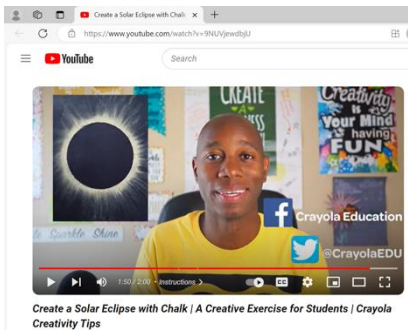 Create a Solar Eclipse with Chalk
https://www.youtube.com/watch?v=9NUVjewdbjU
YouTube
Search
CREATE
Creativity
is
Your Mind
having
FUN
Crayola Education
@CrayolaEDU
Sparkle Shine
1:50 / 2:00 • Instructions >
CC
Create a Solar Eclipse with Chalk | A Creative Exercise for Students | Crayola
Creativity Tips